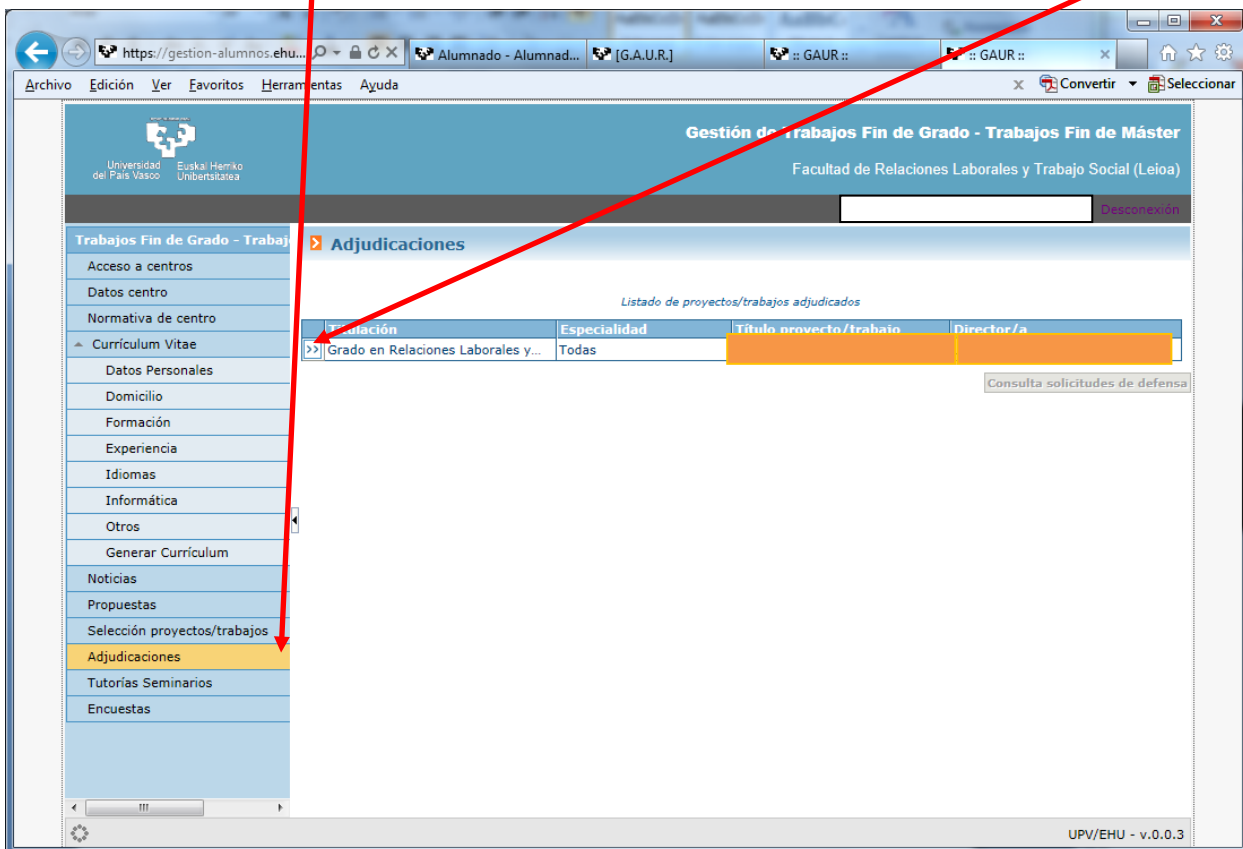 https://gestion-alumnos.ehu... Alumnado - Alumnad... [G.A.U.R.] :: GAUR :: :: GAUR ::
Archivo Edición Ver Favoritos Herramientas Ayuda x Convertir Seleccionar
Gestión de Trabajos Fin de Grado - Trabajos Fin de Máster
Universidad Euskal Herriko
del País Vasco Unibertsitatea
Facultad de Relaciones Laborales y Trabajo Social (Leioa)
Desconexión
Trabajos Fin de Grado - Trabaj
Adjudicaciones
Acceso a centros
Datos centro
Normativa de centro
Currículum Vitae
Datos Personales
Domicilio
Formación
Experiencia
Idiomas
Informática
Otros
Generar Currículum
Noticias
Propuestas
Selección proyectos/trabajos
Adjudicaciones
Tutorías Seminarios
Encuestas
Listado de proyectos/trabajos adjudicados
Titulación Especialidad Título proyecto/trabajo Director/a
>> Grado en Relaciones Laborales y... Todas
Consulta solicitudes de defensa
UPV/EHU - v.0.0.3